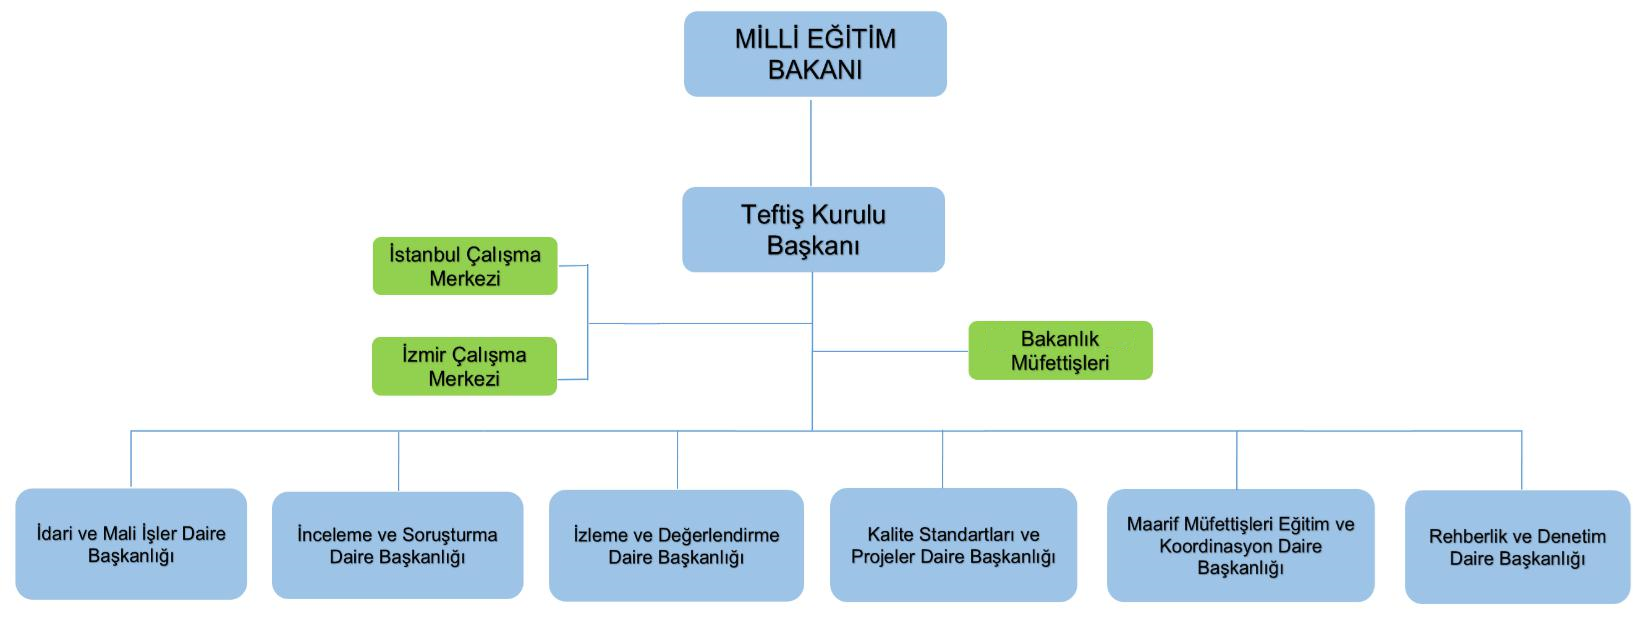 MİLLİ EĞİTİM
BAKANI
Teftiş Kurulu
Başkanı
İstanbul Çalışma
Merkezi
İzmir Çalışma
Merkezi
Bakanlık
Müfettişleri
İdari ve Mali İşler Daire
Başkanlığı
İnceleme ve Soruşturma
Daire Başkanlığı
İzleme ve Değerlendirme
Daire Başkanlığı
Kalite Standartları ve
Projeler Daire Başkanlığı
Maarif Müfettişleri Eğitim ve
Koordinasyon Daire
Başkanlığı
Rehberlik ve Denetim
Daire Başkanlığı